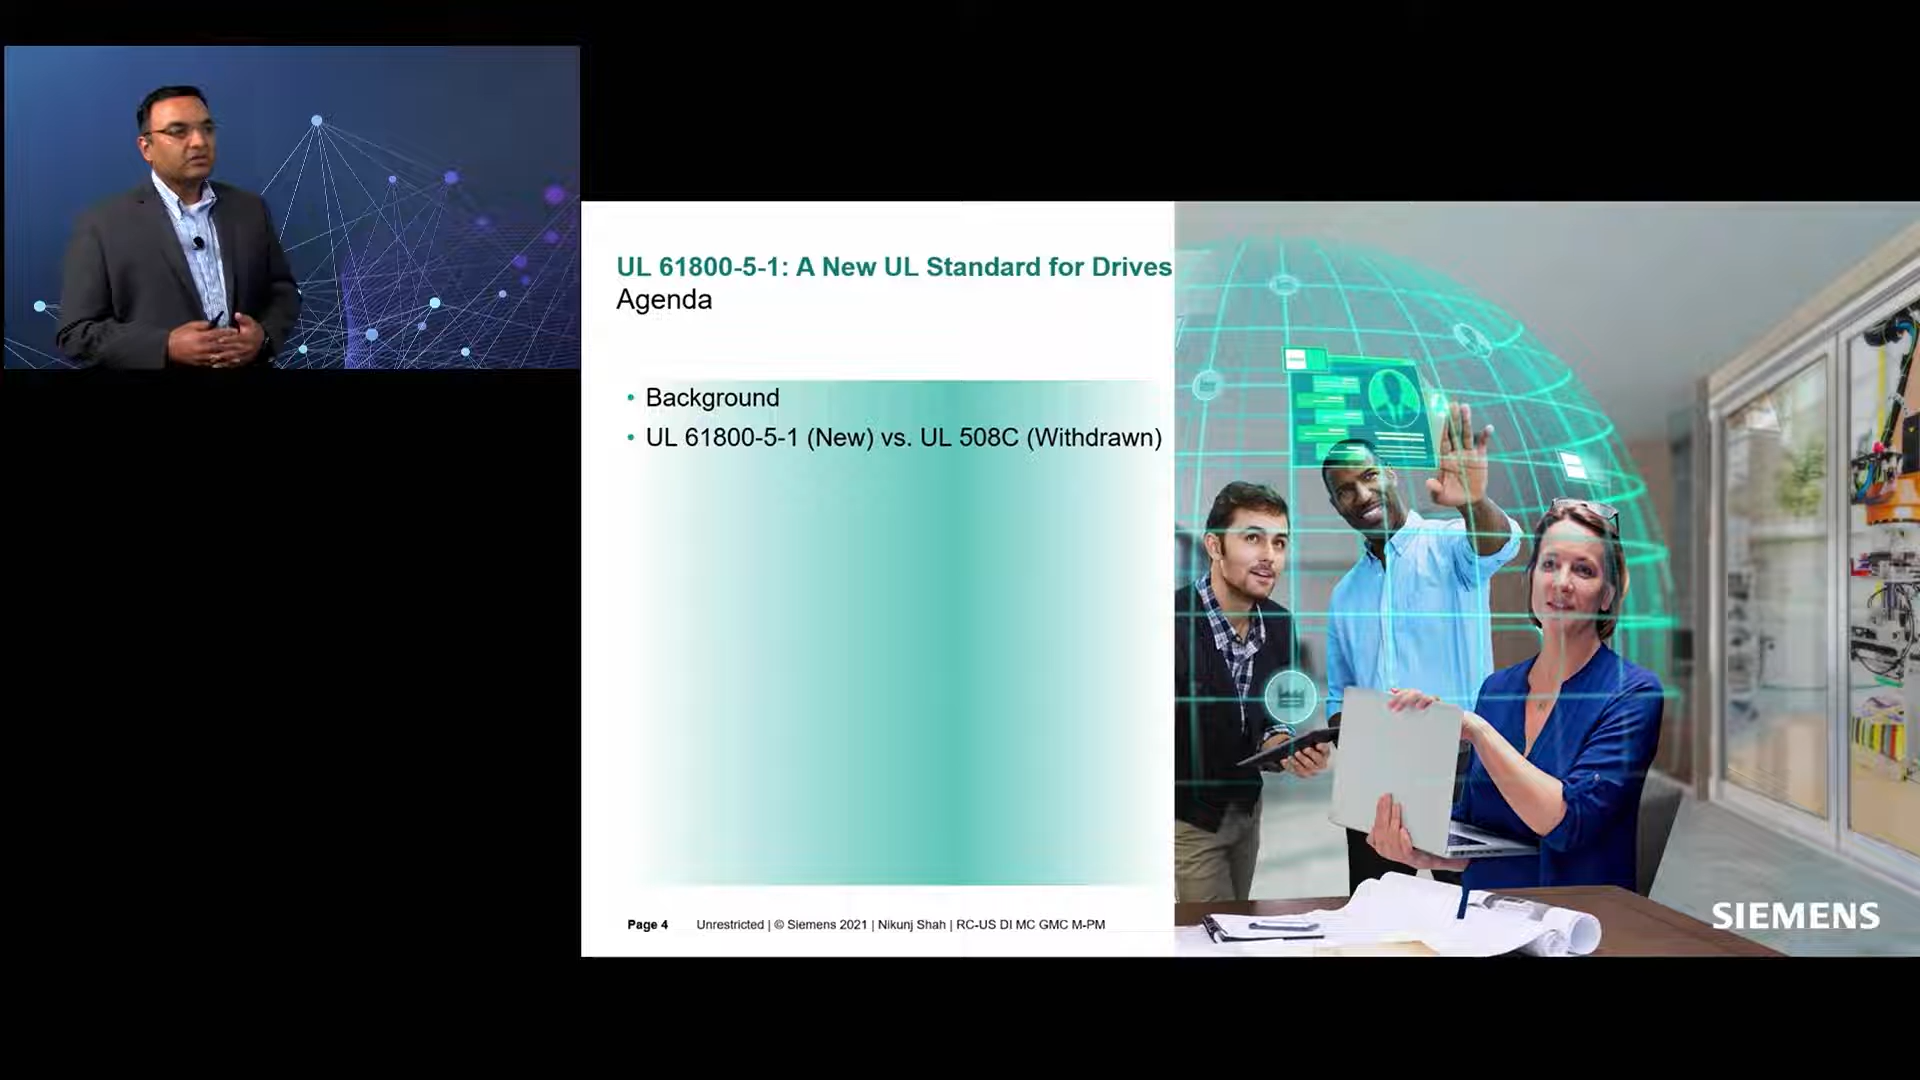 UL 61800-5-1: A New UL Standard for Drives
Agenda
• Background
• UL 61800-5-1 (New) vs. UL 508C (Withdrawn)
Page 4 Unrestricted | © Siemens 2021 | Nikunj Shah | RC-US DI MC GMC M-PM
SIEMENS